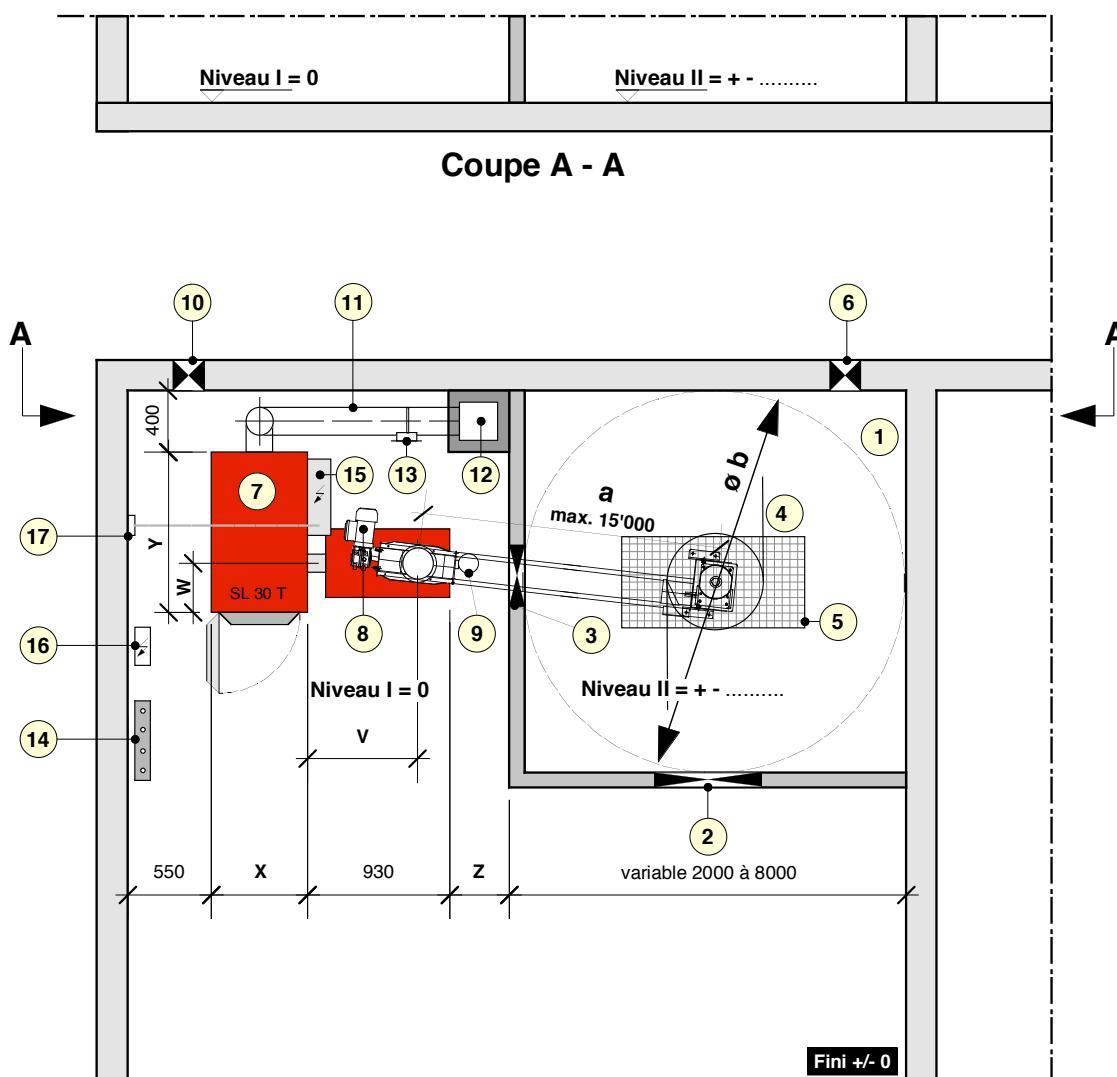 Niveau I = 0
Niveau II = + - ..........
Coupe A - A
10
11
6
A
A
400
1
7
15
13
12
ø b
a
max. 15'000
4
17
Y
W
SL 30 T
8
9
3
5
16
Niveau I = 0
Niveau II = + - ..........
14
V
2
550
X
930
Z
variable 2000 à 8000
Fini +/- 0